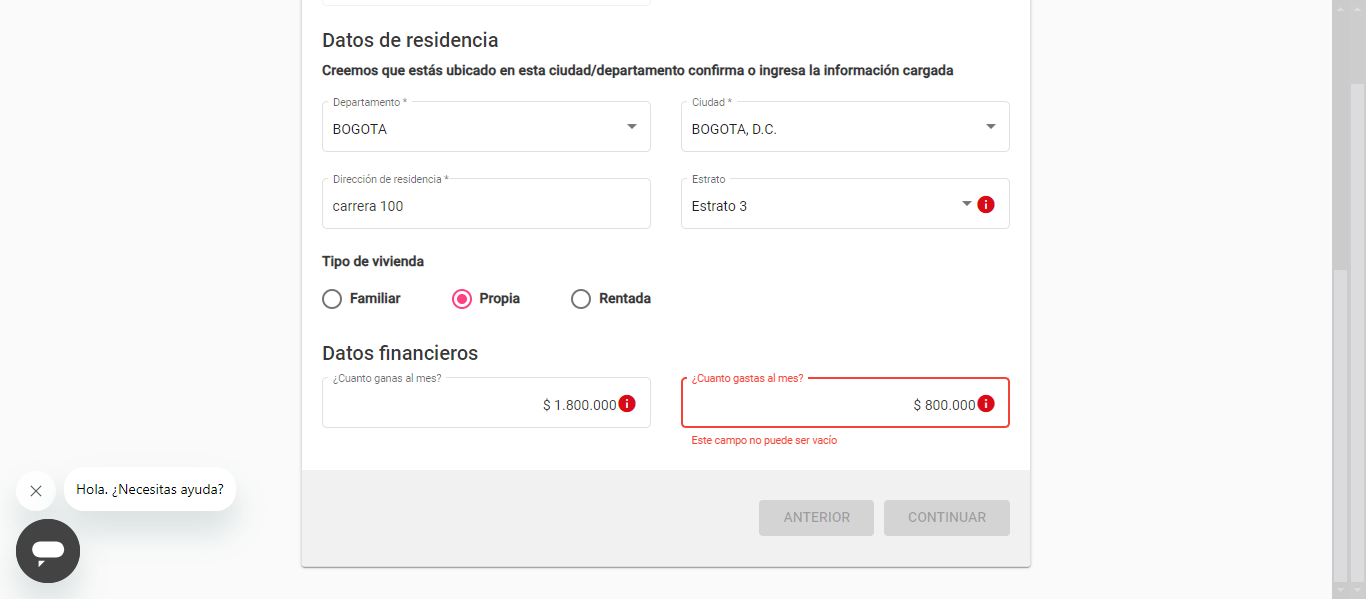 Datos de residencia
Creemos que estás ubicado en esta ciudad/departamento confirma o ingresa la información cargada
Departamento *
BOGOTA
Ciudad *
BOGOTA, D.C.
Dirección de residencia *
carrera 100
Estrato
Estrato 3
Tipo de vivienda
Familiar
Propia
Rentada
Datos financieros
¿Cuanto ganas al mes?
$ 1.800.000
¿Cuanto gastas al mes?
$ 800.000
Este campo no puede ser vacío
Hola. ¿Necesitas ayuda?
ANTERIOR
CONTINUAR